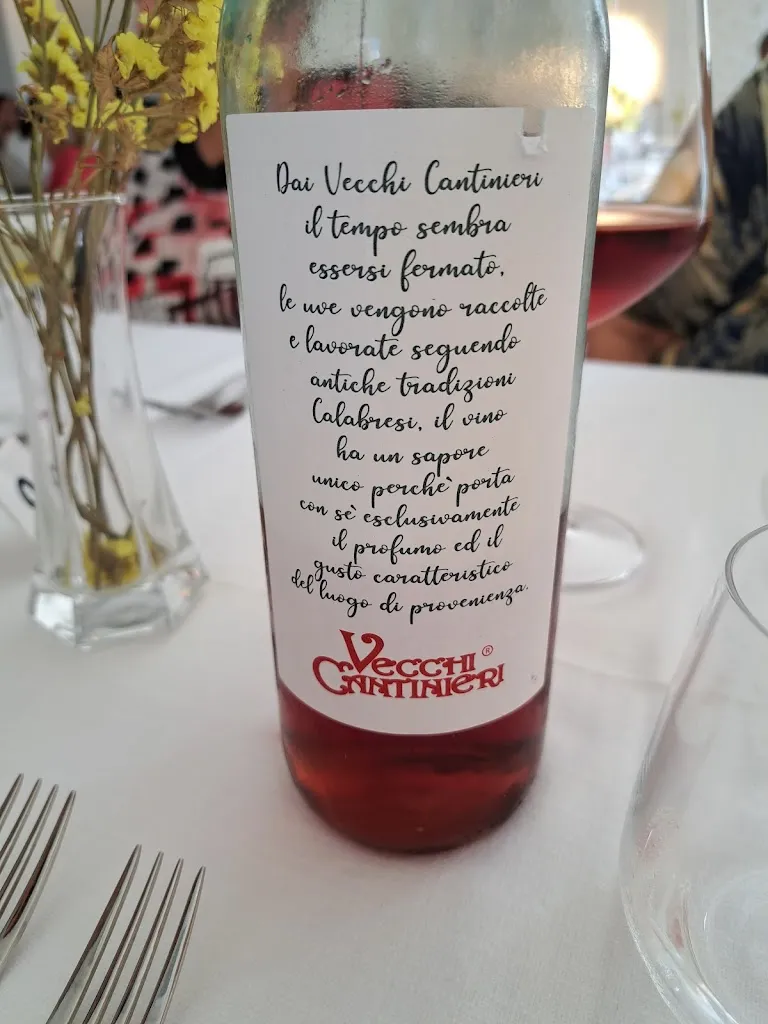 Dai Vecchi Cantinieri
il tempo sembra
essersi fermato,
le uve vengono raccolte
e lavorate seguendo
antiche tradizioni
Calabresi, il vino
ha un sapore
unico perchè porta
con sè esclusivamente
il profumo ed il
gusto caratteristico
del luogo di provenienza.
VECCHI ®
CANTINIERI